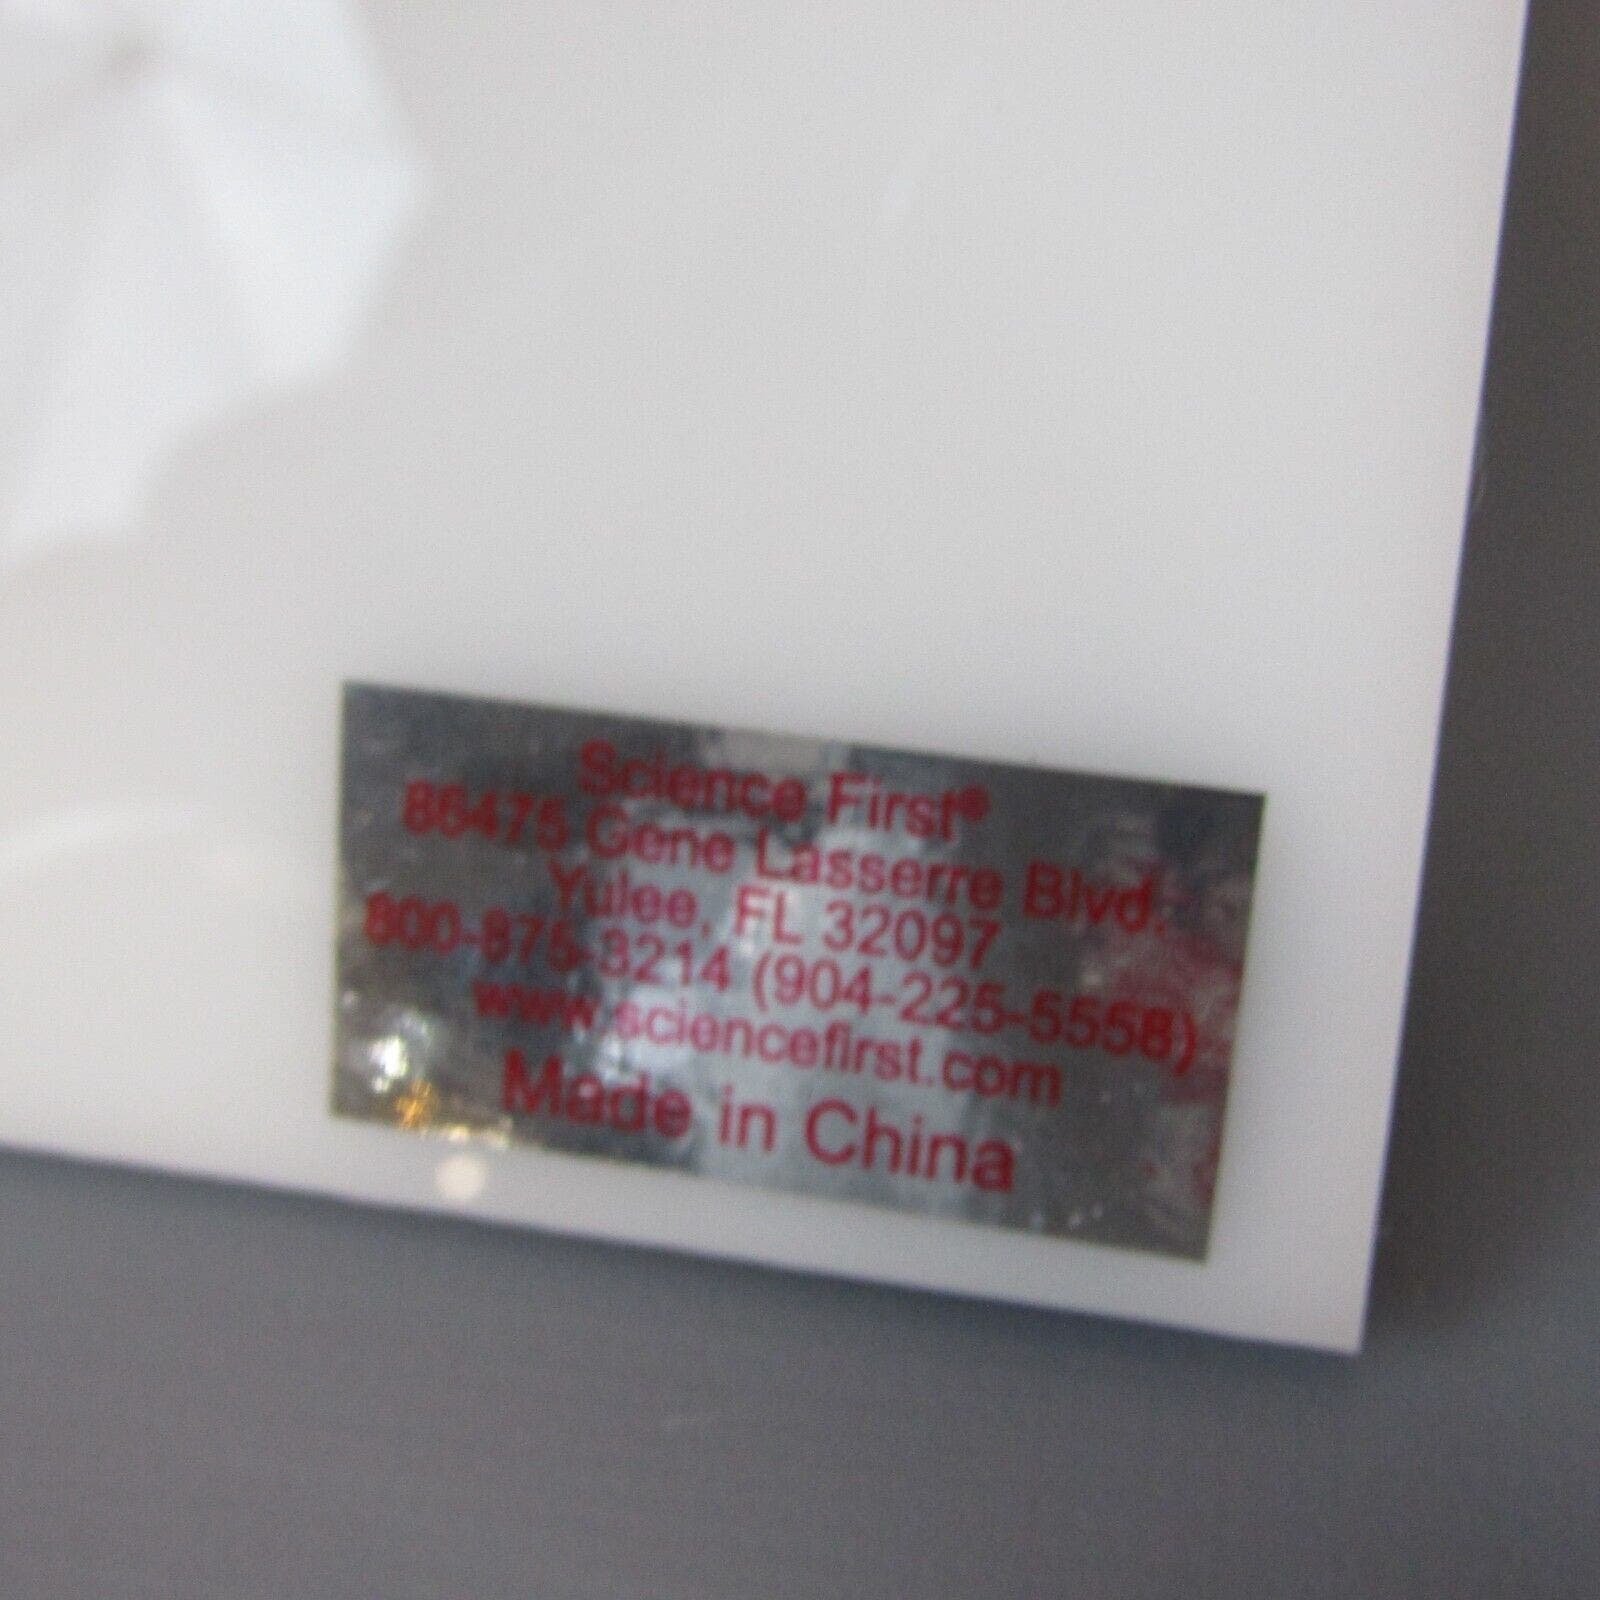 Science First®
86475 Gene Lasserre Blvd.
Yulee, FL 32097
800-875-3214 (904-225-5558)
www.sciencefirst.com
Made in China